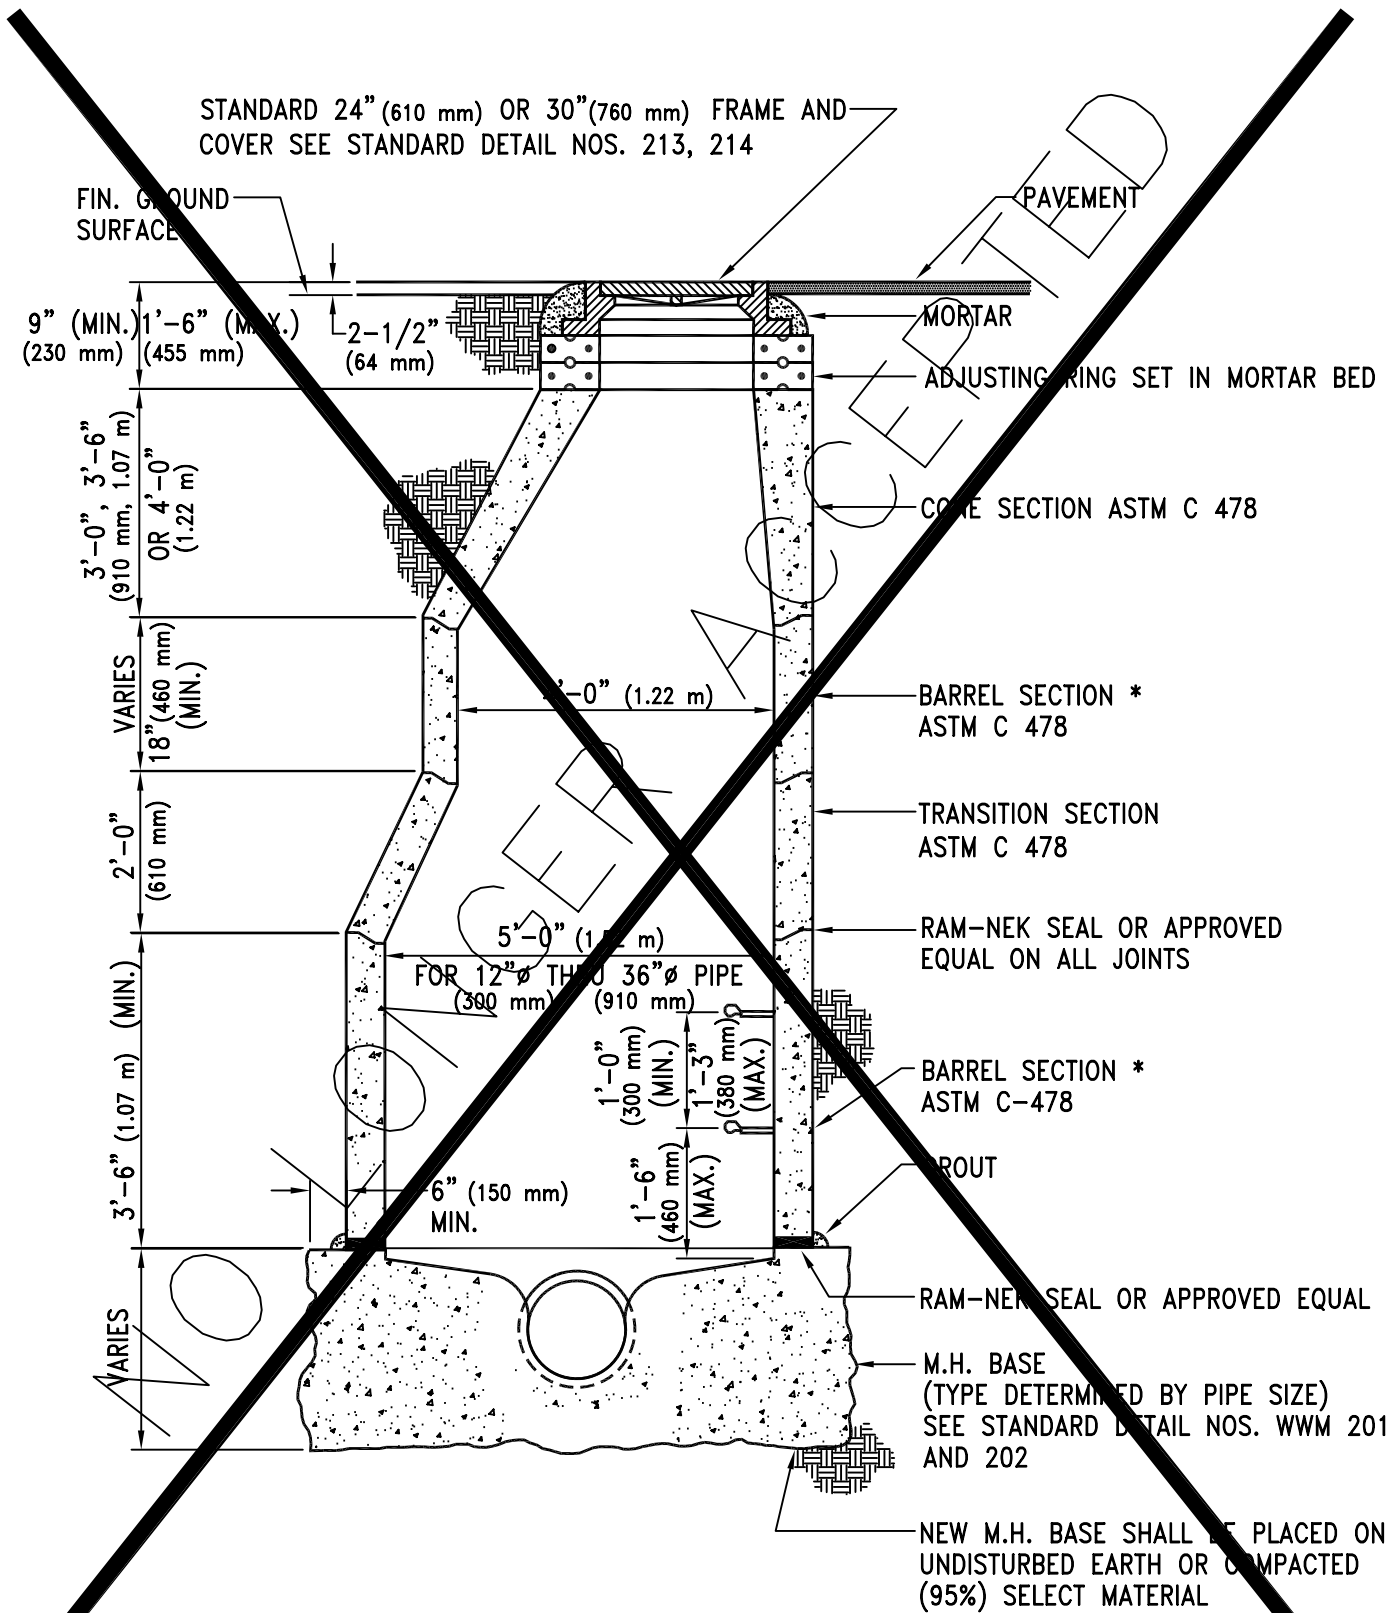 STANDARD 24" (610 mm) OR 30" (760 mm) FRAME AND
COVER SEE STANDARD DETAIL NOS. 213, 214
FIN. GROUND
SURFACE
PAVEMENT
9" (MIN.) 1'-6" (MAX.)
(230 mm) (455 mm)
2-1/2"
(64 mm)
MORTAR
ADJUSTING RING SET IN MORTAR BED
3'-0", 3'-6"
(910 mm, 1.07 m)
OR 4'-0"
(1.22 m)
CONE SECTION ASTM C 478
VARIES
18" (460 mm)
(MIN.)
4'-0" (1.22 m)
BARREL SECTION *
ASTM C 478
2'-0"
(610 mm)
TRANSITION SECTION
ASTM C 478
5'-0" (1.52 m)
FOR 12"ø THRU 36"ø PIPE
(300 mm) (910 mm)
RAM-NEK SEAL OR APPROVED
EQUAL ON ALL JOINTS
3'-6" (1.07 m) (MIN.)
1'-0"
(300 mm)
(MIN.)
1'-3"
(380 mm)
(MAX.)
BARREL SECTION *
ASTM C-478
1'-6"
(460 mm)
(MAX.)
GROUT
6" (150 mm)
MIN.
RAM-NEK SEAL OR APPROVED EQUAL
VARIES
M.H. BASE
(TYPE DETERMINED BY PIPE SIZE)
SEE STANDARD DETAIL NOS. WWM 201
AND 202
NEW M.H. BASE SHALL BE PLACED ON
UNDISTURBED EARTH OR COMPACTED
(95%) SELECT MATERIAL
NO LONGER ACCEPTED